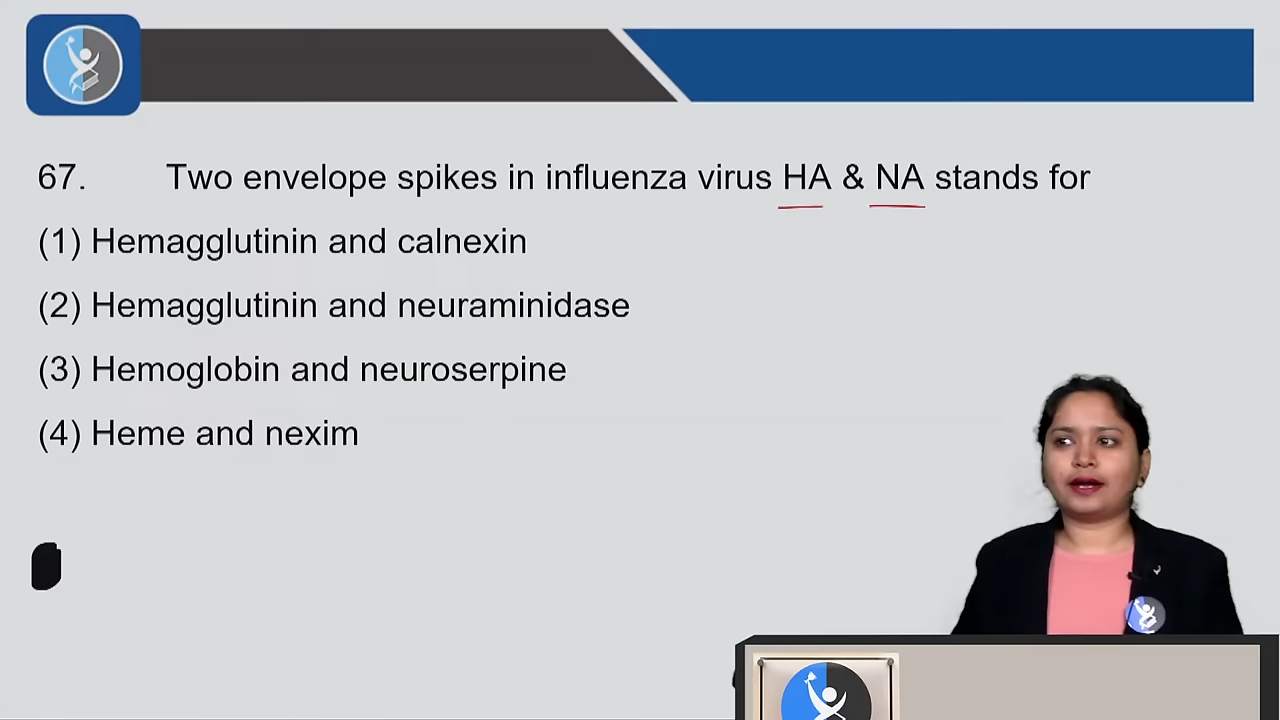 67. Two envelope spikes in influenza virus HA & NA stands for
(1) Hemagglutinin and calnexin
(2) Hemagglutinin and neuraminidase
(3) Hemoglobin and neuroserpine
(4) Heme and nexim